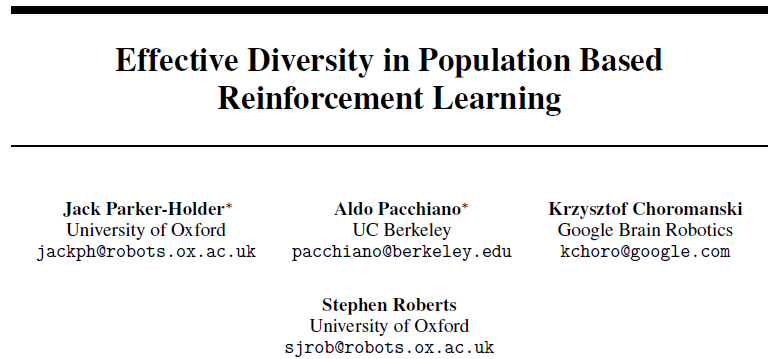 Effective Diversity in Population Based
Reinforcement Learning
Jack Parker-Holder*
University of Oxford
jackph@robots.ox.ac.uk
Aldo Pacchiano*
UC Berkeley
pacchiano@berkeley.edu
Krzysztof Choromanski
Google Brain Robotics
kchoro@google.com
Stephen Roberts
University of Oxford
sjrob@robots.ox.ac.uk